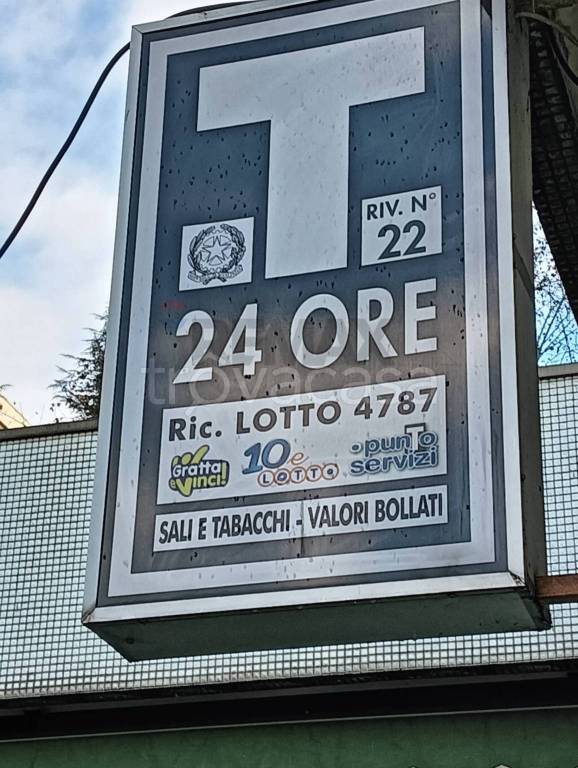 T
RIV. N°
22
24 ORE
trovacasa
Ric. LOTTO 4787
Gratta
e Vinci!
10e
LOTTO
punto
servizi
SALI E TABACCHI - VALORI BOLLATI